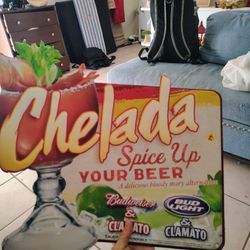 Chelada
Spice Up
YOUR BEER
A delicious bloody mary alternative
Budweiser
&
CLAMATO
BUD
LIGHT
&
CLAMATO